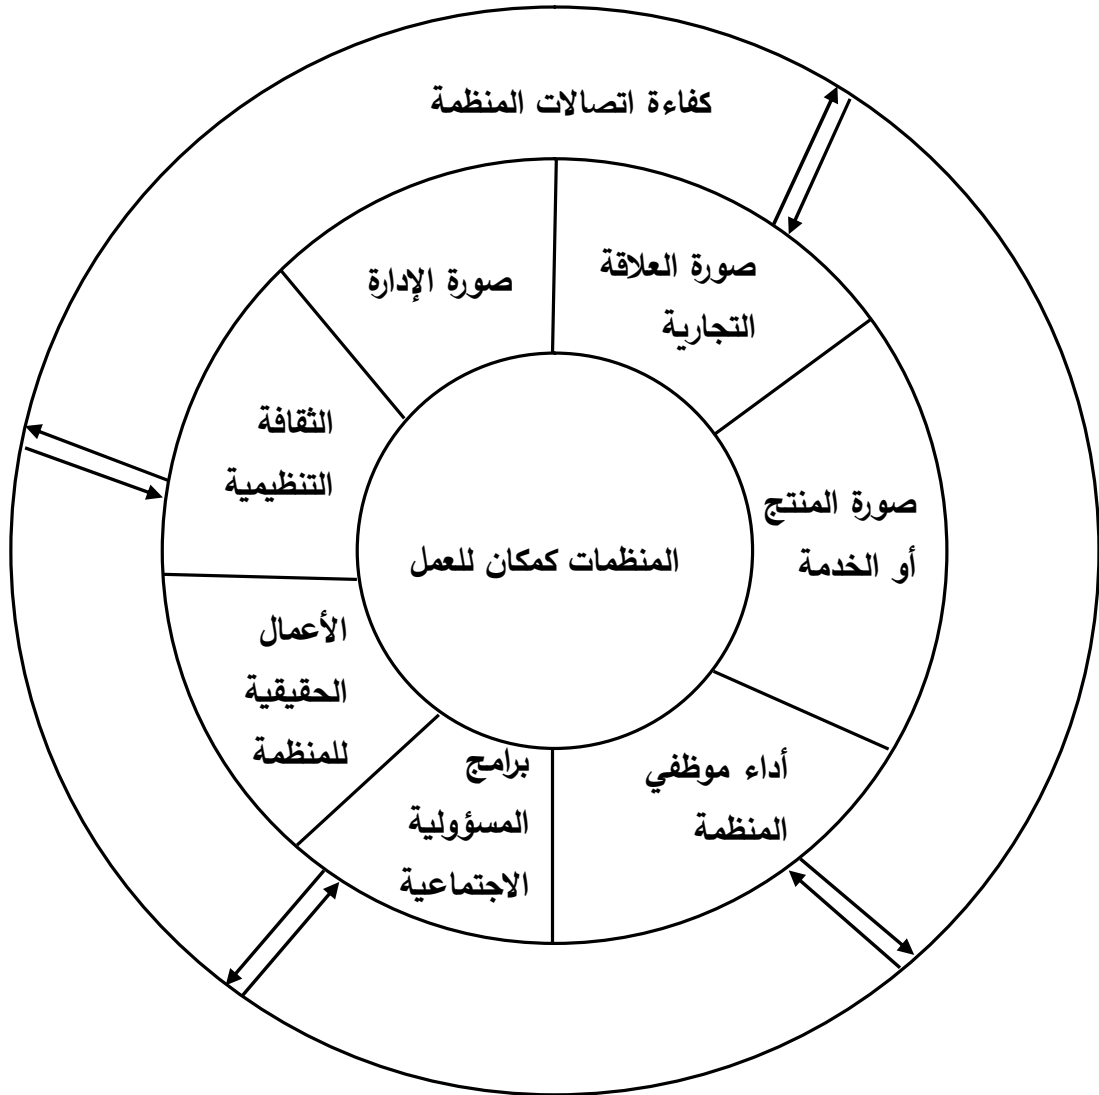 كفاءة اتصالات المنظمة
صورة العلاقة
التجارية
صورة الإدارة
الثقافة
التنظيمية
صورة المنتج
أو الخدمة
المنظمات كمكان للعمل
الأعمال
الحقيقية
للمنظمة
برامج
المسؤولية
الاجتماعية
أداء موظفي
المنظمة